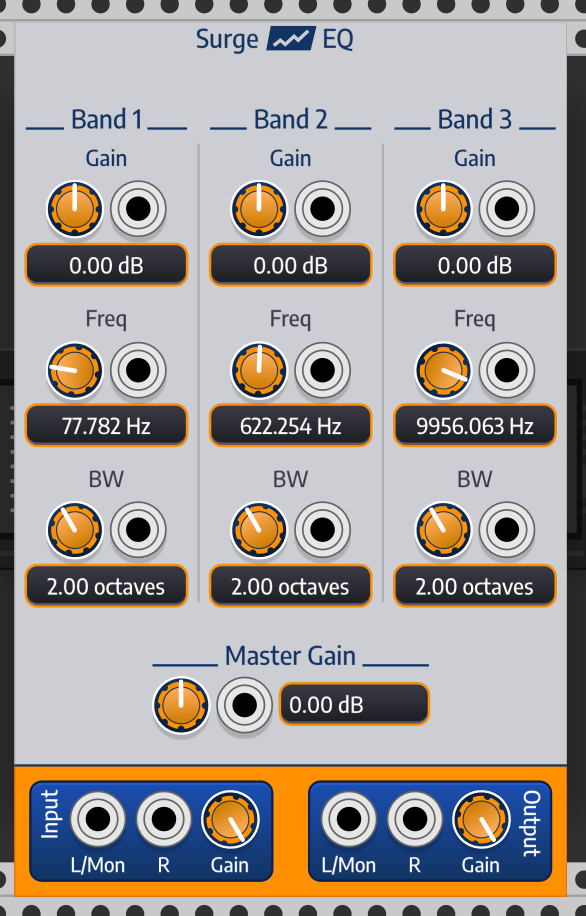 Surge EQ
Band 1 Band 2 Band 3
Gain Gain Gain
0.00 dB 0.00 dB 0.00 dB
Freq Freq Freq
77.782 Hz 622.254 Hz 9956.063 Hz
BW BW BW
2.00 octaves 2.00 octaves 2.00 octaves
Master Gain
0.00 dB
Input
L/Mon R Gain
L/Mon R Gain
Output